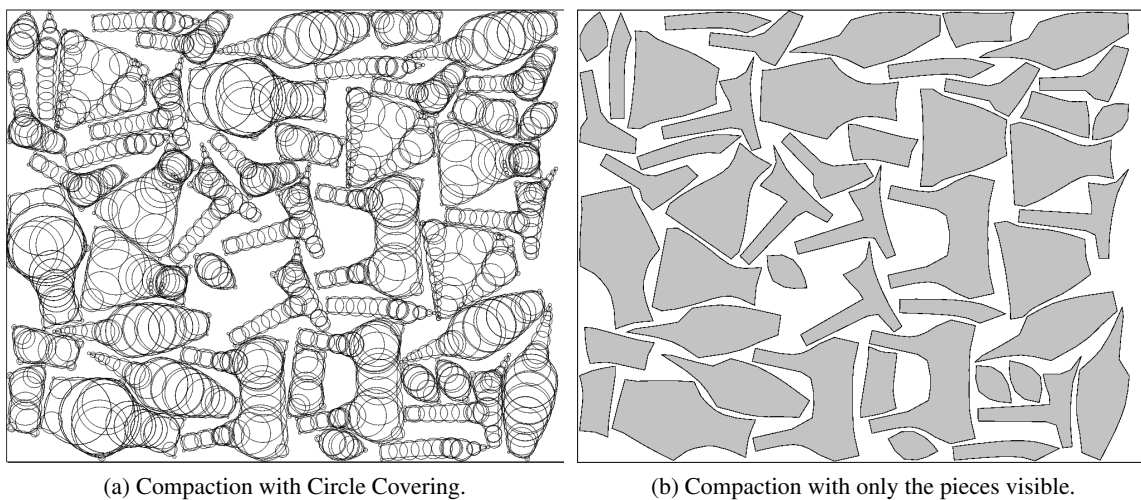 (a) Compaction with Circle Covering.
(b) Compaction with only the pieces visible.